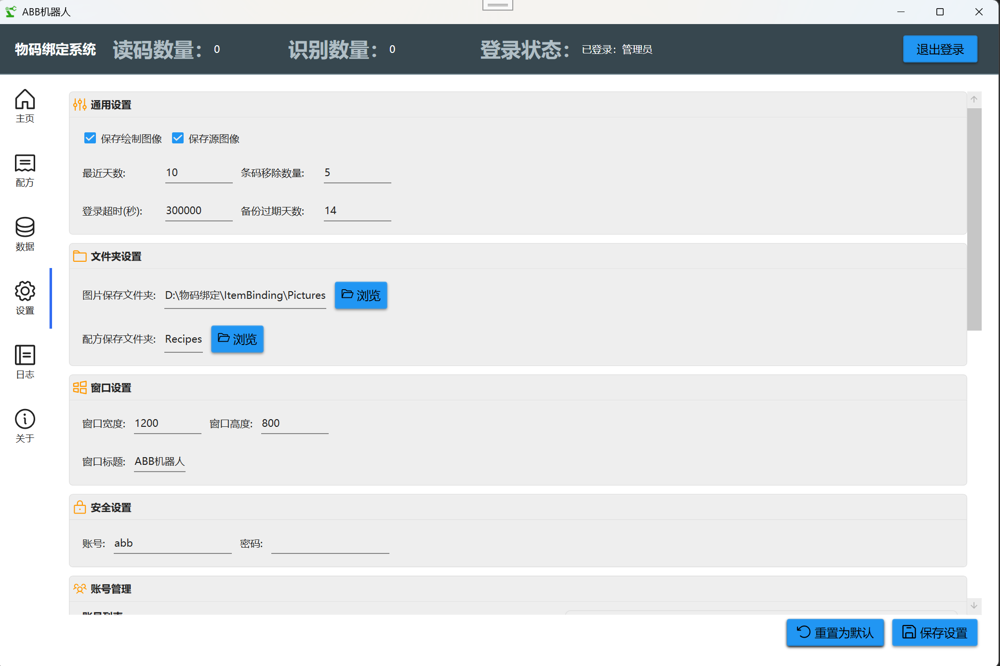 ABB机器人
物码绑定系统 读码数量： 0 识别数量： 0 登录状态： 已登录：管理员 退出登录
主页
配方
数据
设置
日志
关于
通用设置
保存绘制图像 保存源图像
最近天数: 10 条码移除数量: 5
登录超时(秒): 300000 备份过期天数: 14
文件夹设置
图片保存文件夹: D:\物码绑定\ItemBinding\Pictures 浏览
配方保存文件夹: Recipes 浏览
窗口设置
窗口宽度: 1200 窗口高度: 800
窗口标题: ABB机器人
安全设置
账号: abb 密码:
账号管理
账号列表
重置为默认 保存设置